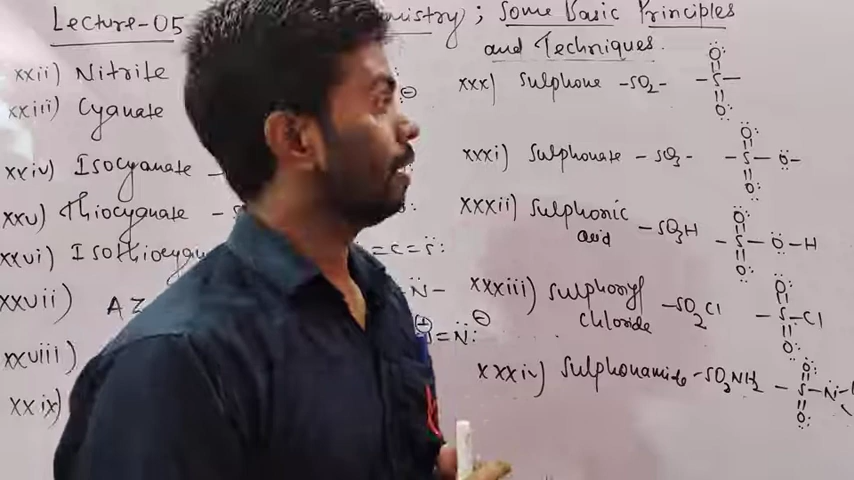 Lecture-05 mistry; Some Basic Principles
and Techniques.
xxii) Nitrite
xxiii) Cyanate
xxiv) Isocyanate -
xxv) Thiocyanate - S
xxvi) Isothiocyan =C=S:
xxvii) AZ =N-
xxviii) =N:
xxix)
xxx) Sulphone -SO2- -S-
O:
xxxi) Sulphonate -SO3- -S-O-
xxxii) Sulphonic acid -SO3H -S-O-H
xxxiii) Sulphonyl chloride -SO2Cl -S-Cl
xxxiv) Sulphonamide -SO2NH2 -S-N-